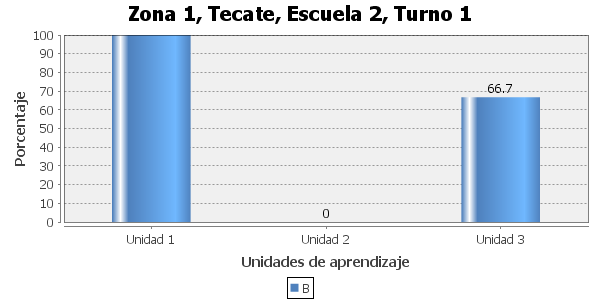 Zona 1, Tecate, Escuela 2, Turno 1
Porcentaje
100
90
80
70
60
50
40
30
20
10
0
66.7
0
Unidad 1 Unidad 2 Unidad 3
Unidades de aprendizaje
B